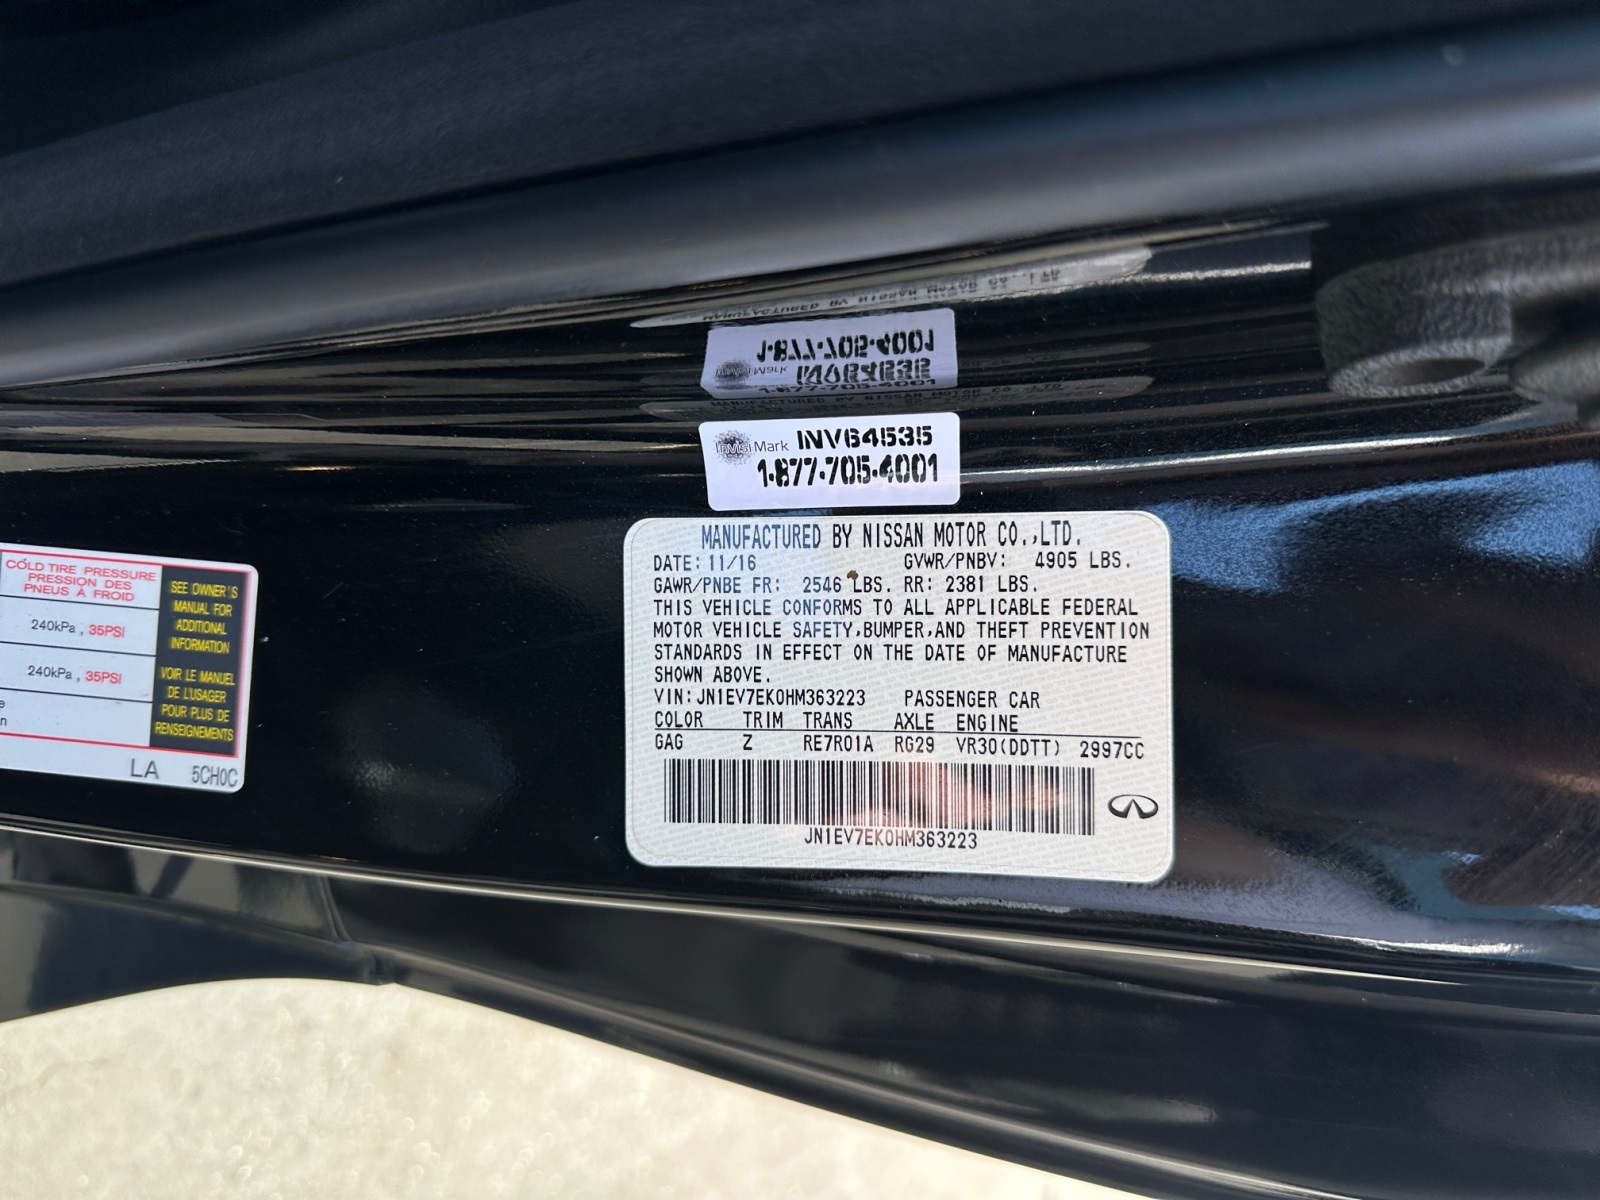 Invisi Mark INV64535
1-877-705-4001
MANUFACTURED BY NISSAN MOTOR CO.,LTD.
DATE: 11/16 GVWR/PNBV: 4905 LBS.
GAWR/PNBE FR: 2546 LBS. RR: 2381 LBS.
THIS VEHICLE CONFORMS TO ALL APPLICABLE FEDERAL
MOTOR VEHICLE SAFETY,BUMPER,AND THEFT PREVENTION
STANDARDS IN EFFECT ON THE DATE OF MANUFACTURE
SHOWN ABOVE.
VIN: JN1EV7EK0HM363223 PASSENGER CAR
COLOR TRIM TRANS AXLE ENGINE
GAG Z RE7R01A RG29 VR30(DDTT) 2997CC
JN1EV7EK0HM363223
COLD TIRE PRESSURE
PRESSION DES
PNEUS À FROID
240kPa , 35PSI
240kPa , 35PSI
SEE OWNER'S
MANUAL FOR
ADDITIONAL
INFORMATION
VOIR LE MANUEL
DE L'USAGER
POUR PLUS DE
RENSEIGNEMENTS
LA 5CH0C